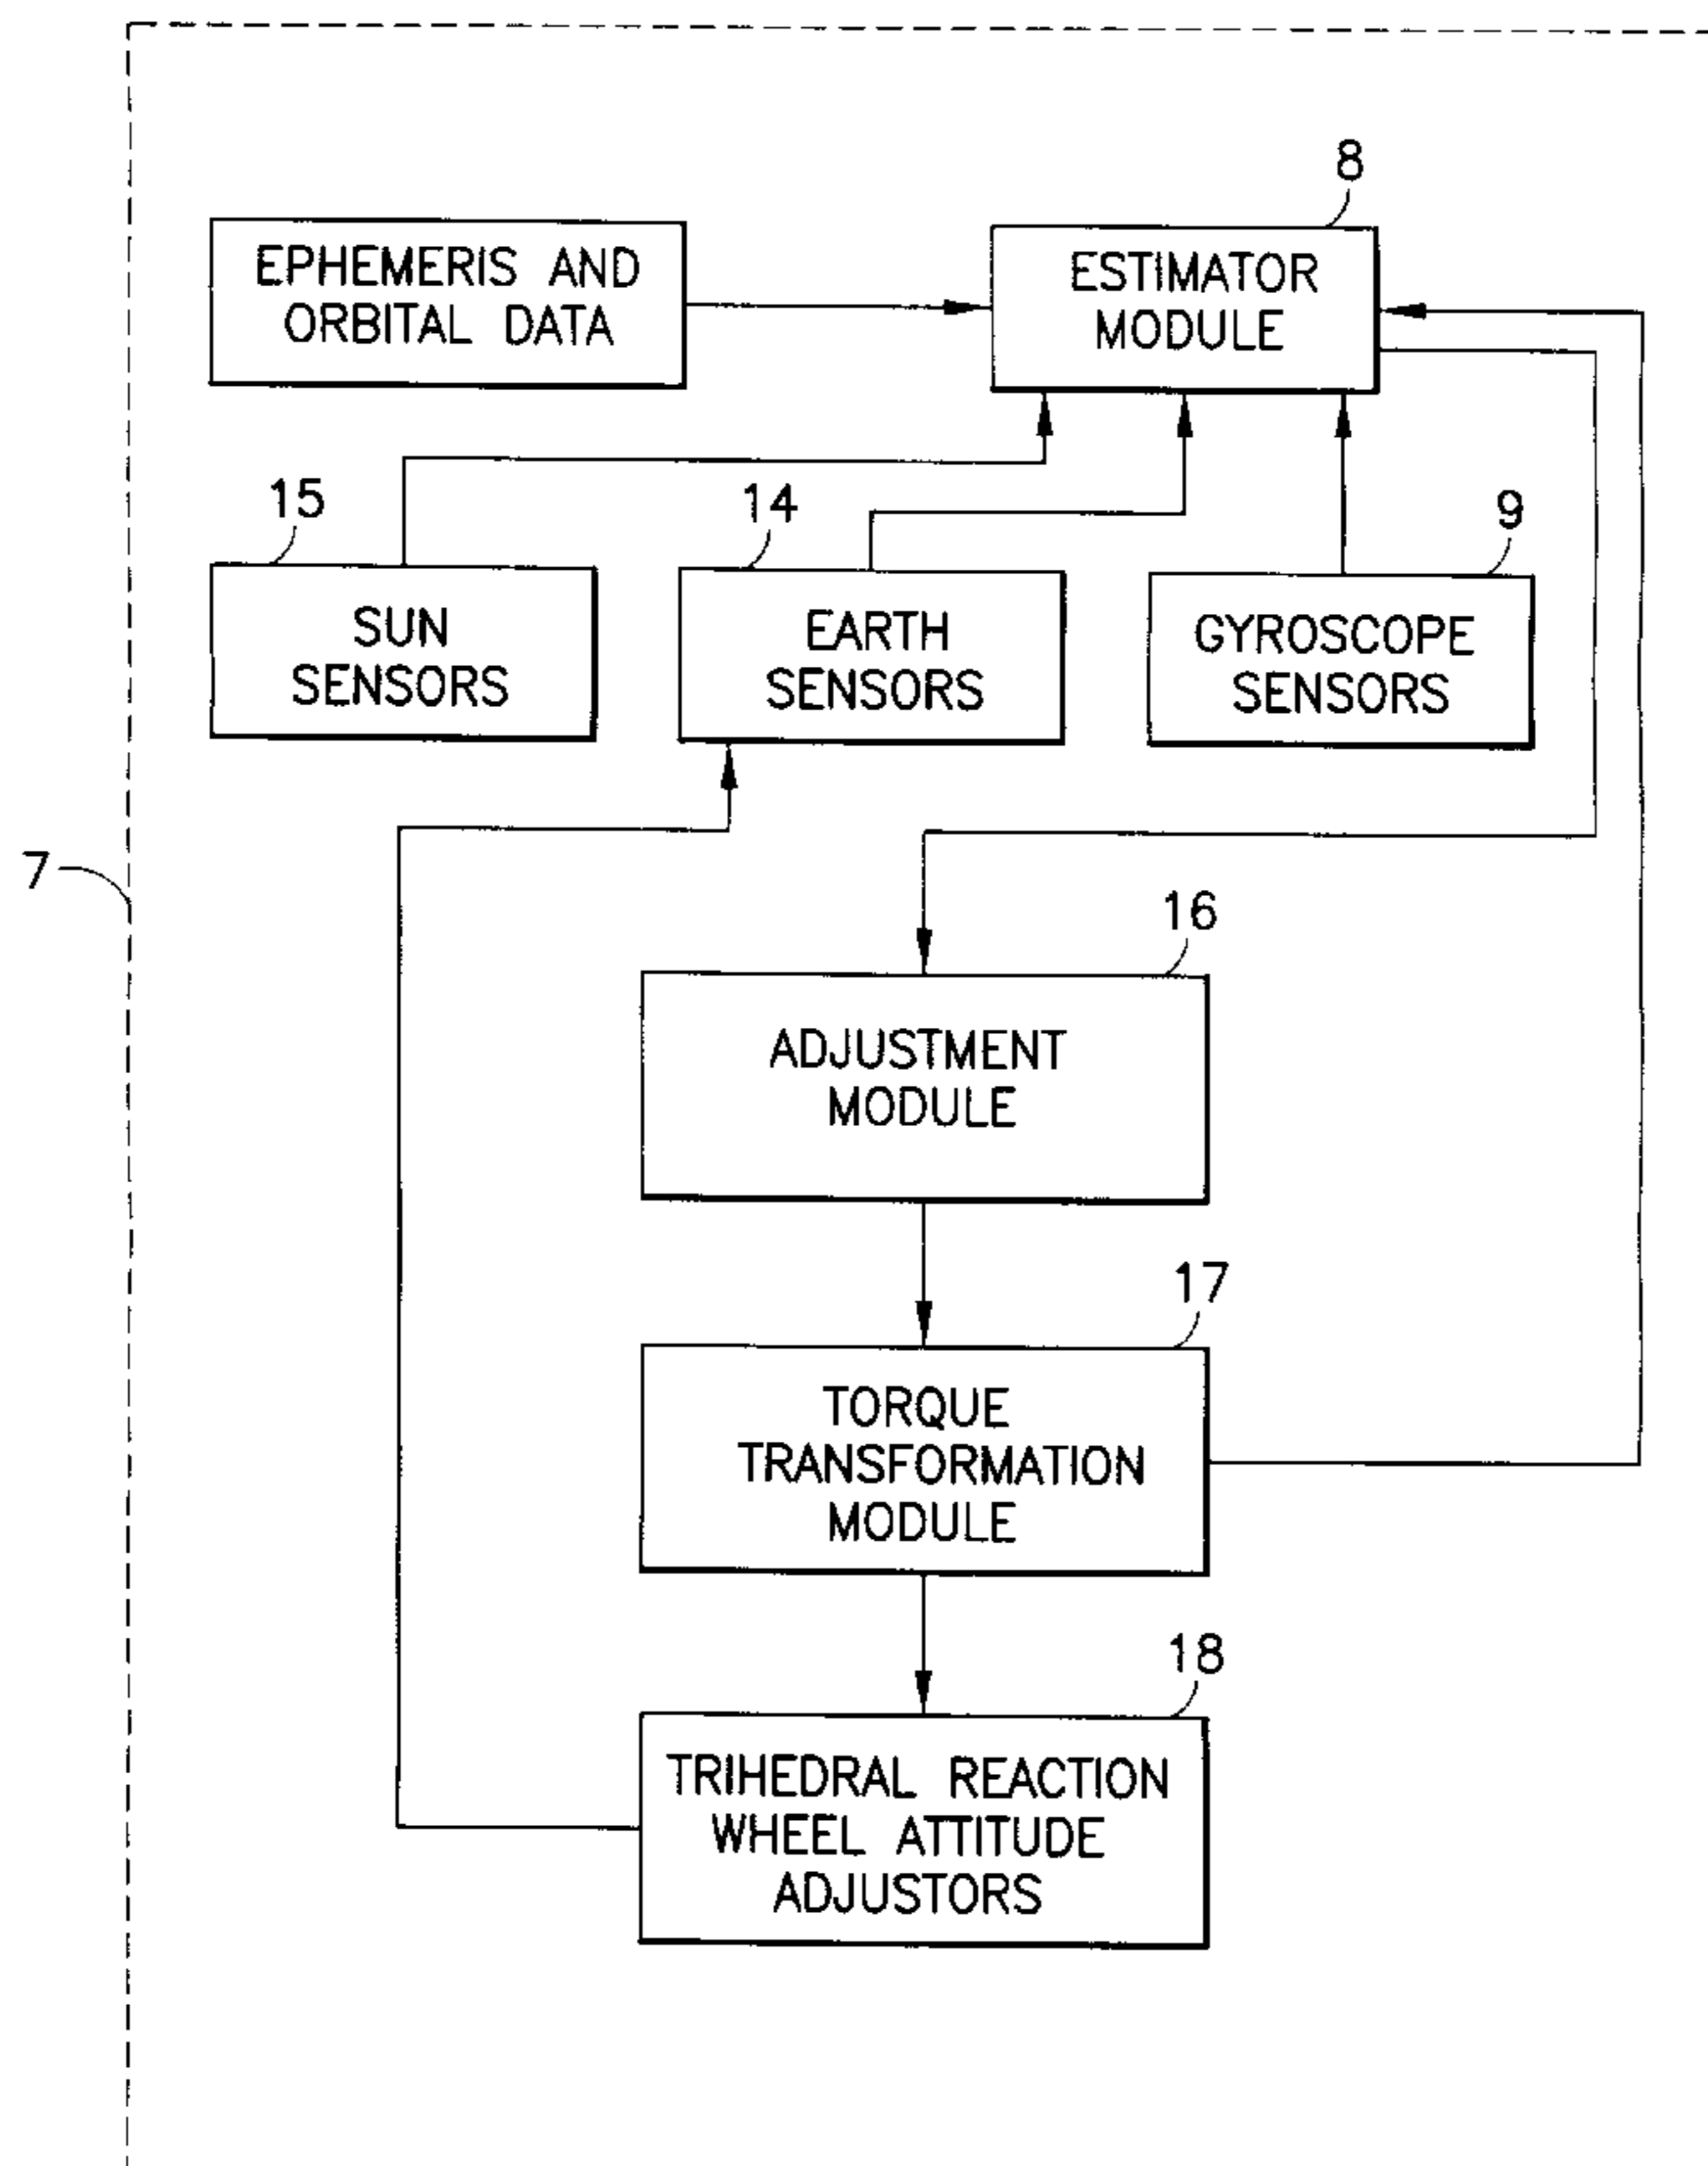 8
EPHEMERIS AND
ORBITAL DATA
ESTIMATOR
MODULE
15
14
9
SUN
SENSORS
EARTH
SENSORS
GYROSCOPE
SENSORS
7
16
ADJUSTMENT
MODULE
17
TORQUE
TRANSFORMATION
MODULE
18
TRIHEDRAL REACTION
WHEEL ATTITUDE
ADJUSTORS